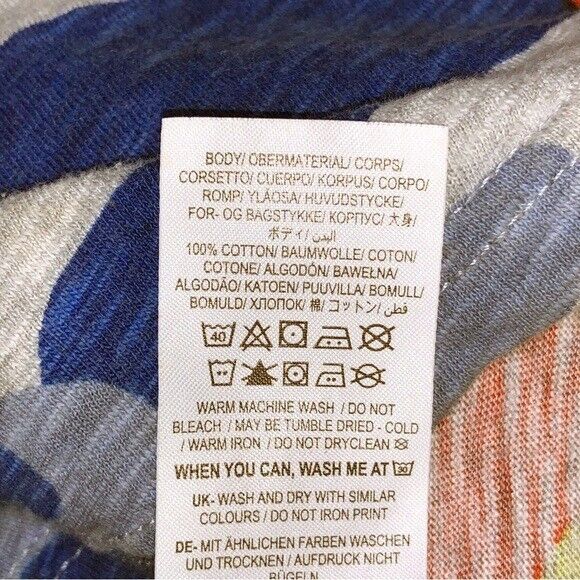 BODY/ OBERMATERIAL/ CORPS/
CORSETTO/ CUERPO/ KORPUS/ CORPO/
ROMP/ YLÄOSA/ HUVUDSTYCKE/
FOR- OG BAGSTYKKE/ КОРПУС/ 大身/
ボディ/ البدن/
100% COTTON/ BAUMWOLLE/ COTON/
COTONE/ ALGODÓN/ BAWEŁNA/
ALGODÃO/ KATOEN/ PUUVILLA/ BOMULL/
BOMULD/ ХЛОПОК/ 棉/ コットン/ قطن/
40
WARM MACHINE WASH / DO NOT
BLEACH / MAY BE TUMBLE DRIED - COLD
/ WARM IRON / DO NOT DRYCLEAN
WHEN YOU CAN, WASH ME AT 30
UK- WASH AND DRY WITH SIMILAR
COLOURS / DO NOT IRON PRINT
DE- MIT ÄHNLICHEN FARBEN WASCHEN
UND TROCKNEN / AUFDRUCK NICHT
BÜGELN